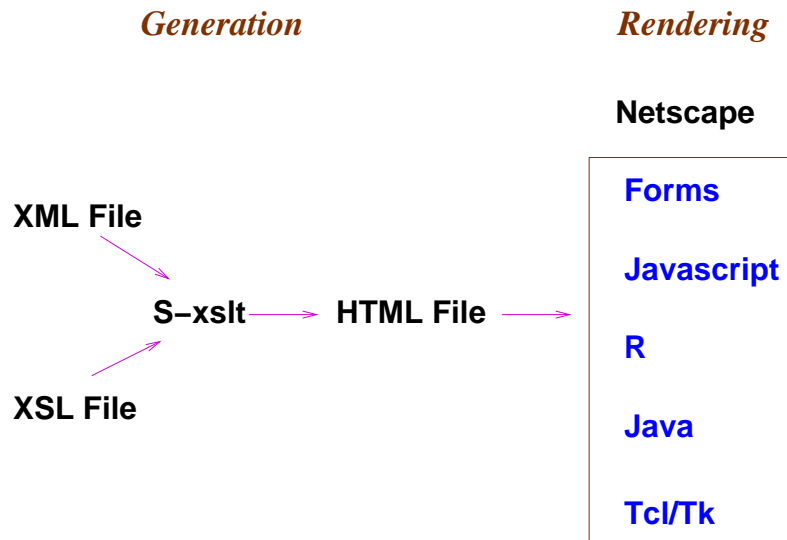 Generation
Rendering
Netscape
Forms
XML File
Javascript
S−xslt
HTML File
R
XSL File
Java
Tcl/Tk